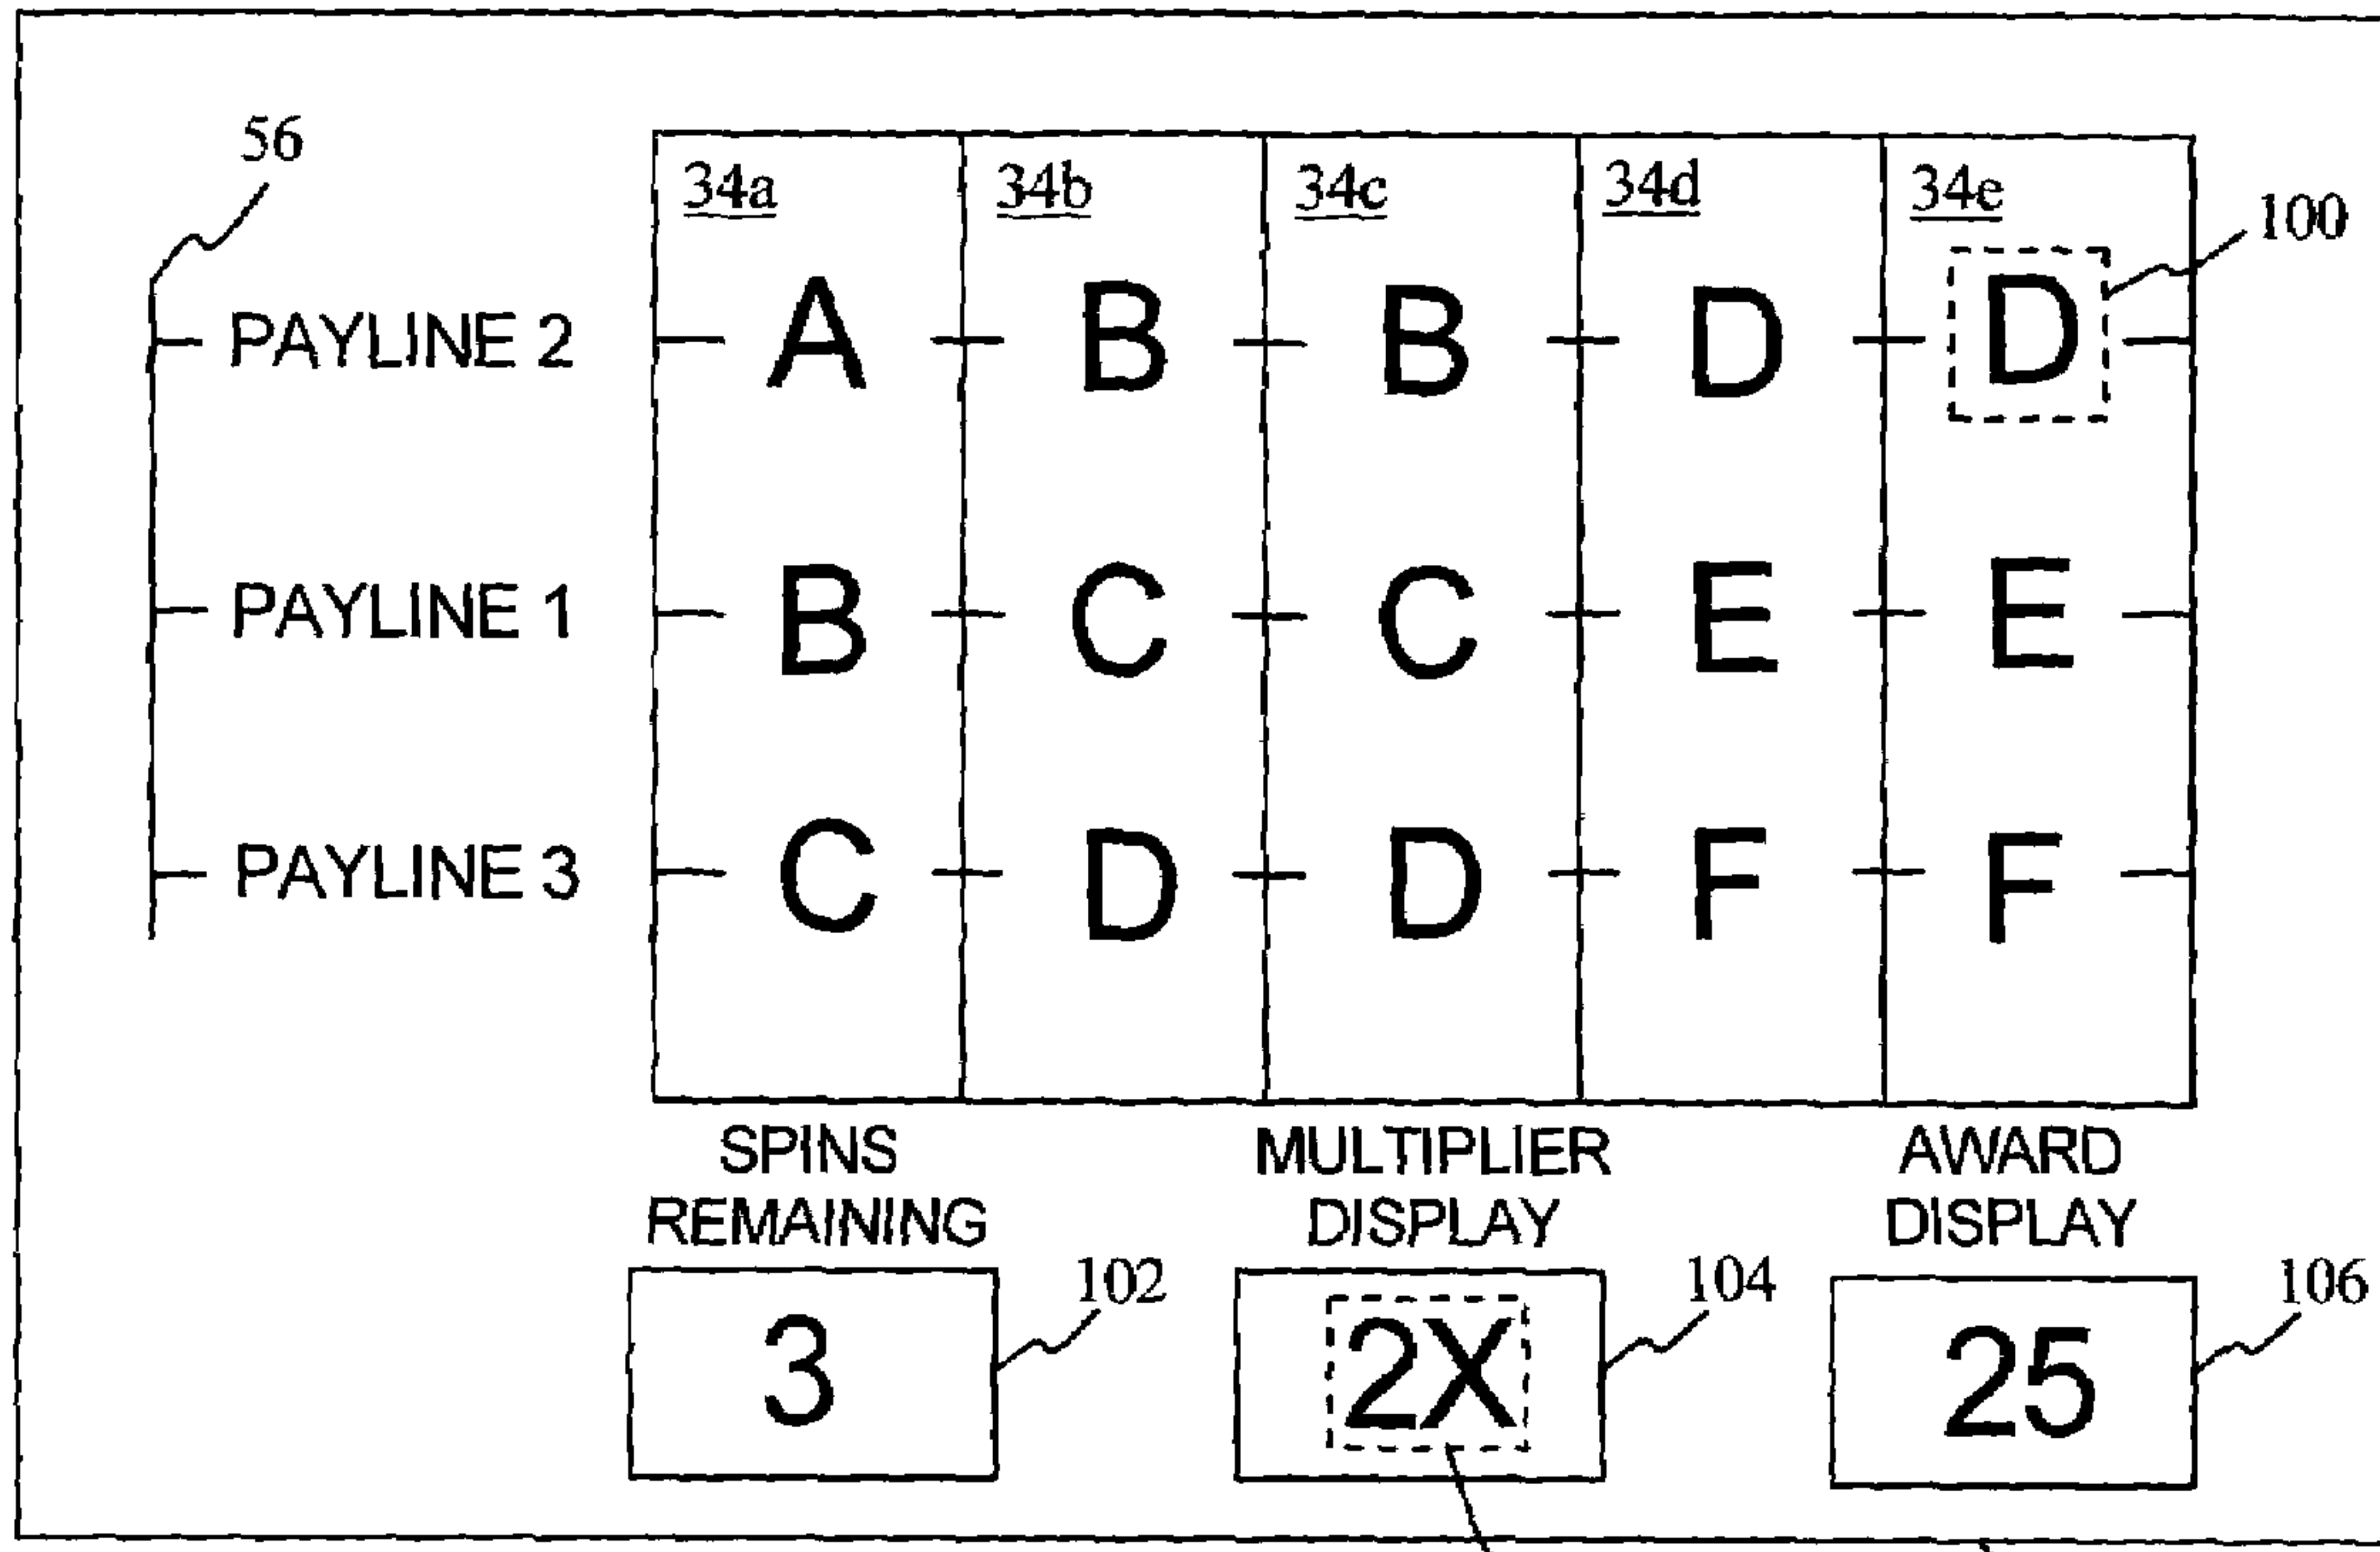 56
34a 34b 34c 34d 34e
100
PAYLINE 2 A B B D D
PAYLINE 1 B C C E E
PAYLINE 3 C D D F F
SPINS REMAINING
MULTIPLIER DISPLAY
AWARD DISPLAY
3 102
2X 104
25 106